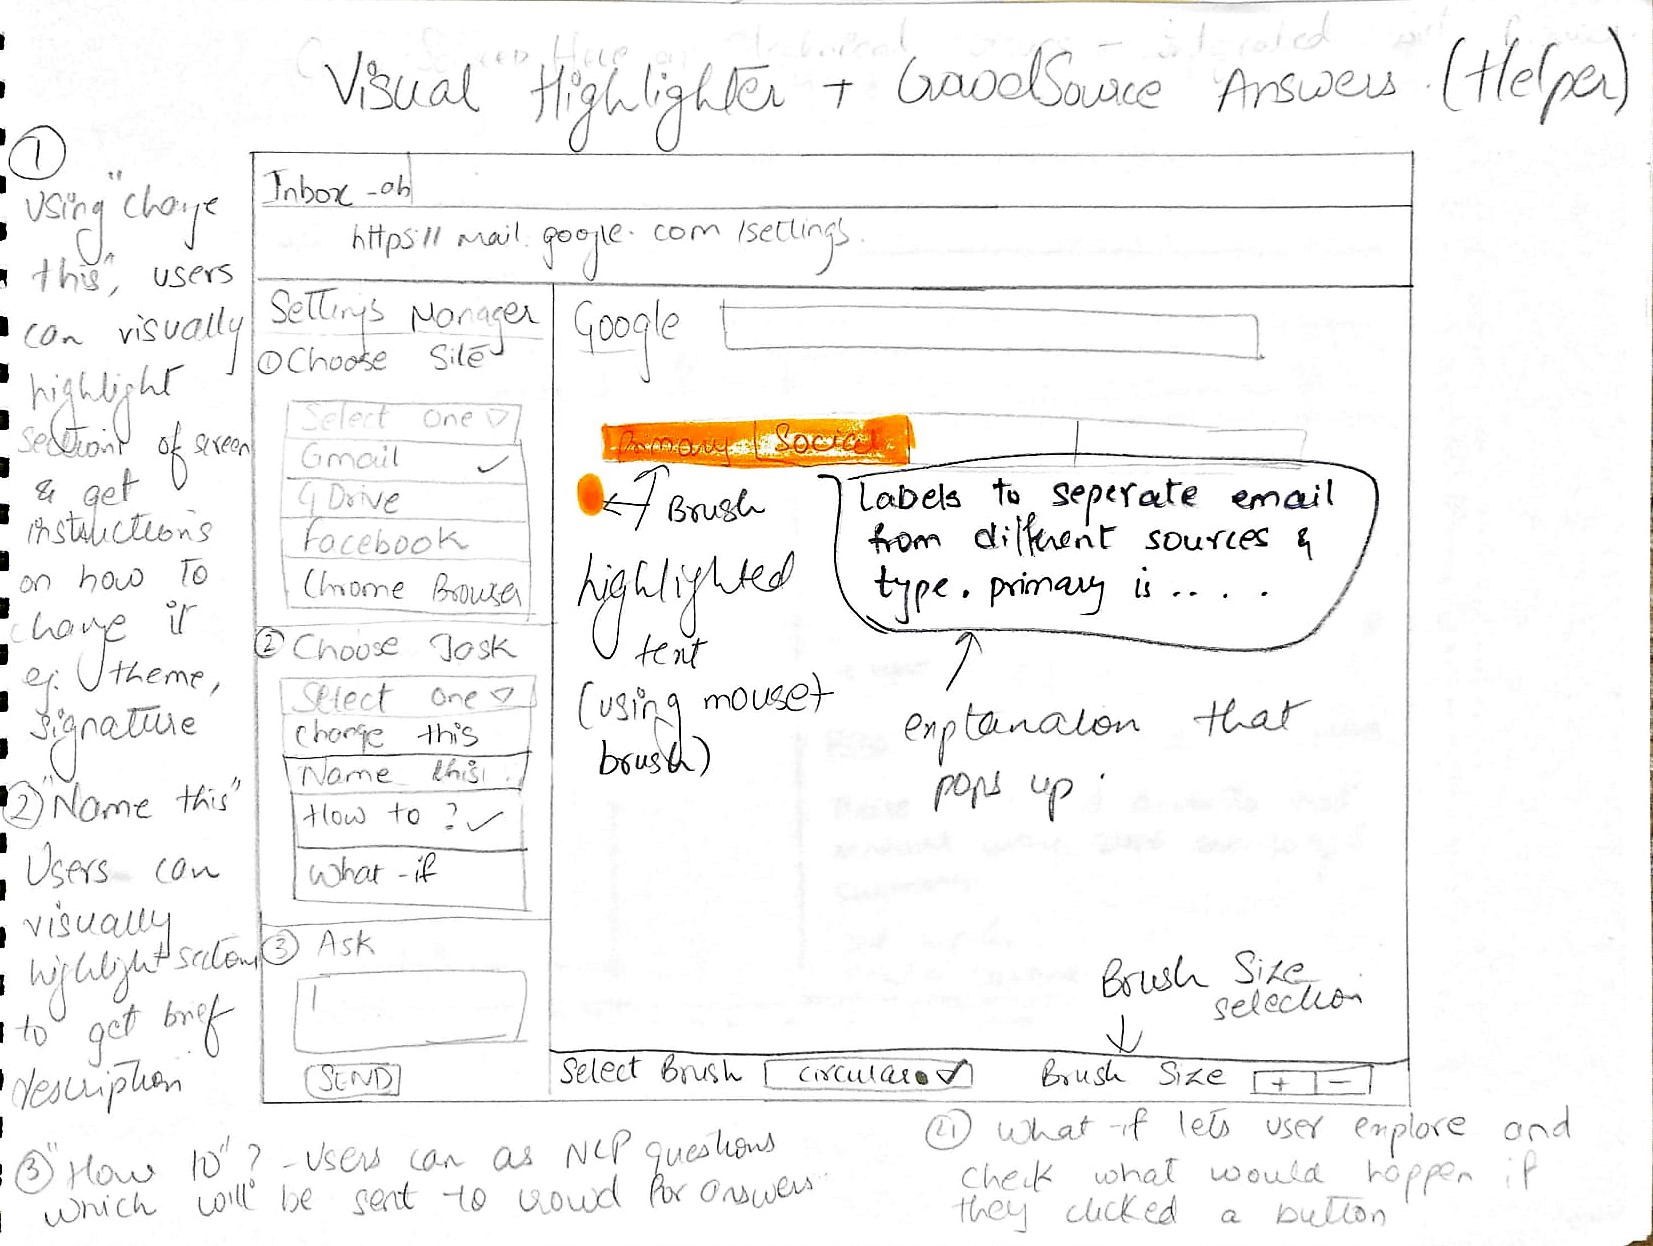 Visual Highlighter + CrowdSource Answers. (Helper)
①
Using "change
this", users
can visually
highlight
sections of screen
& get
instructions
on how to
change it
eg. theme,
signature
② "Name this"
Users can
visually
highlight sections
to get brief
description
③ "How to"? - Users can as NLP questions
which will be sent to crowd for answers
④ What-if lets user explore and
check what would happen if
they clicked a button
Inbox - ab
https:// mail.google.com /settings.
Settings Manager
① Choose Site
Select one
Gmail
G Drive
Facebook
Chrome Browser
② Choose Task
Select one
change this
Name this
How to ?
What-if
③ Ask
SEND
Google
Primary Social
Brush
highlighted
text
(using mouse+
brush)
Labels to seperate email
from different sources &
type. primary is ....
explanation that
pops up.
Brush Size
selection
Select Brush circular
Brush Size + -